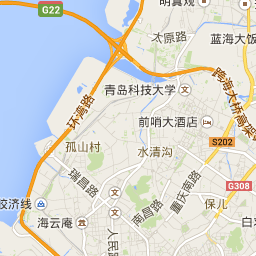 G22
明真观
太原路
蓝海大饭
跨海大桥高架
青岛科技大学
环湾路
前哨大酒店
S202
孤山村
水清沟
瑞昌路
G308
重庆南路
胶济线
保儿
南昌路
海云庵
人民路